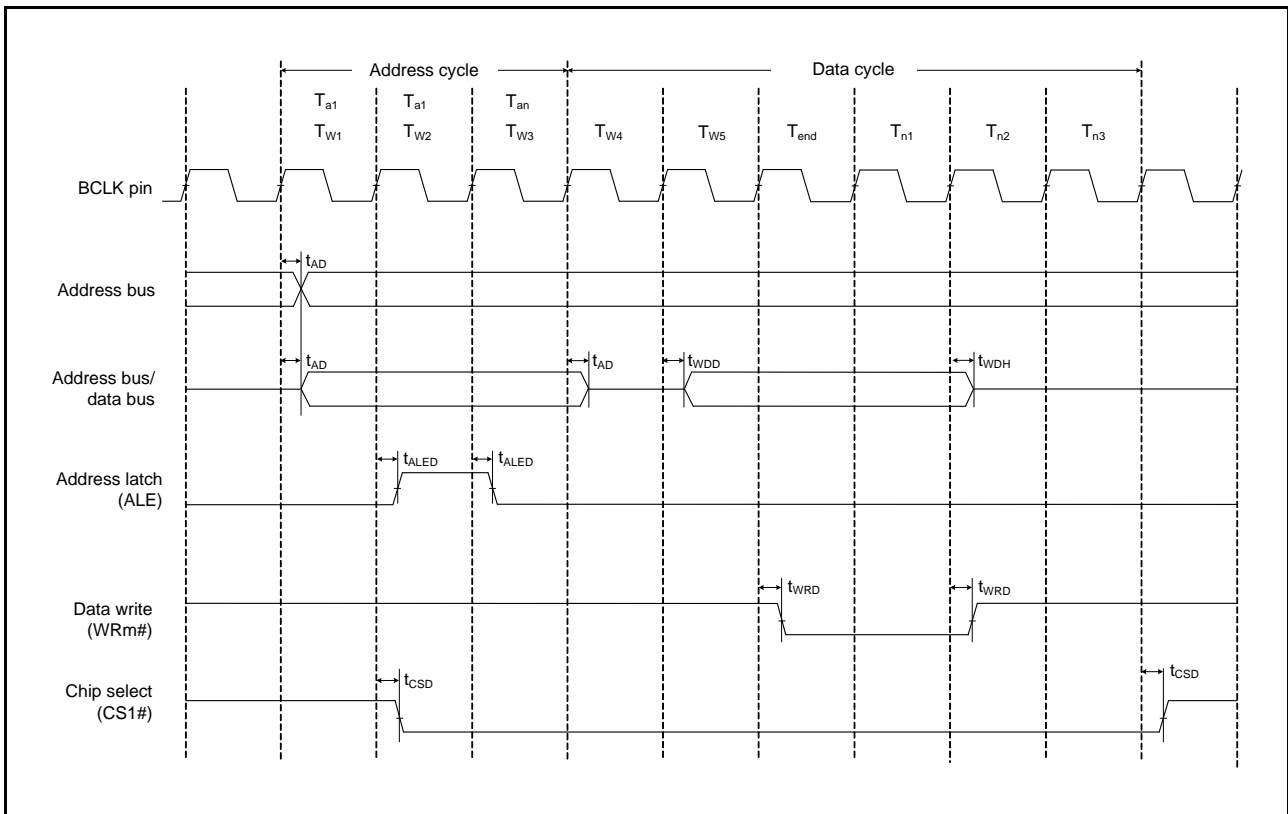 Address cycle Data cycle
Ta1 Ta1 Tan
TW1 TW2 TW3 TW4 TW5 Tend Tn1 Tn2 Tn3
BCLK pin
tAD
Address bus
tAD tAD tWDD tWDH
Address bus/
data bus
tALED tALED
Address latch
(ALE)
tWRD tWRD
Data write
(WRm#)
tCSD tCSD
Chip select
(CS1#)